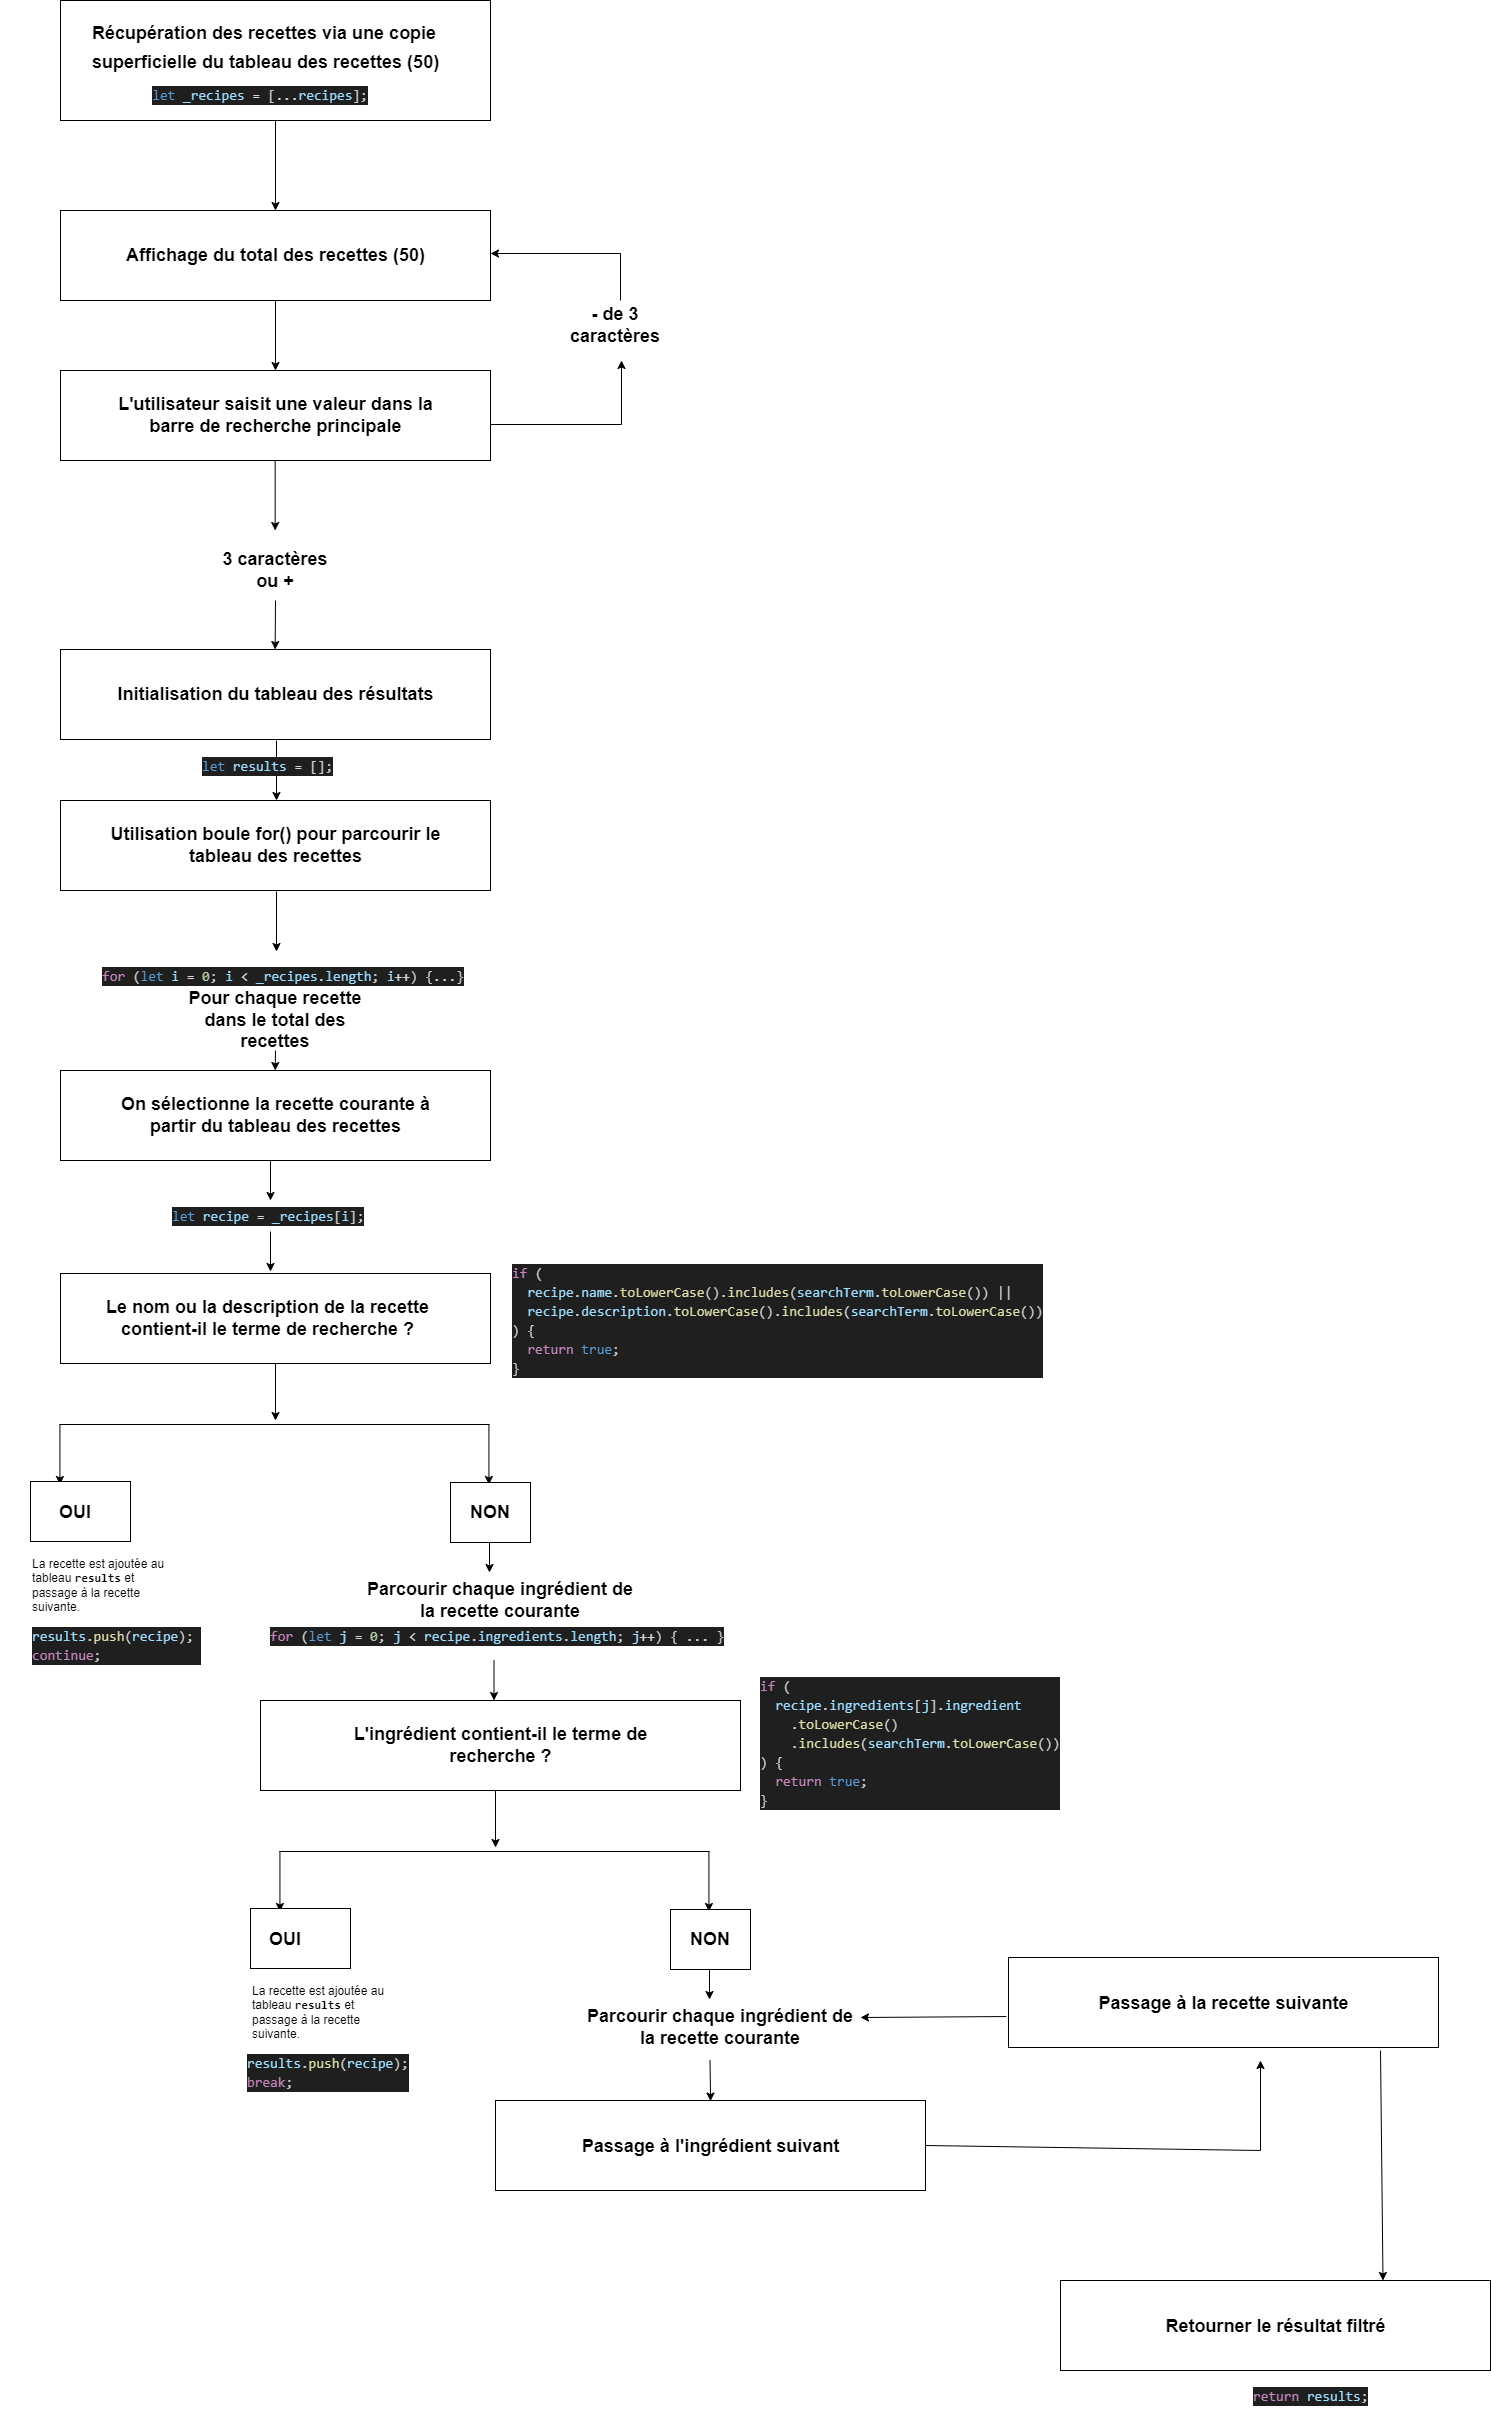 Récupération des recettes via une copie
superficielle du tableau des recettes (50)
let _recipes = [...recipes];
Affichage du total des recettes (50)
- de 3
caractères
L'utilisateur saisit une valeur dans la
barre de recherche principale
3 caractères
ou +
Initialisation du tableau des résultats
let results = [];
Utilisation boule for() pour parcourir le
tableau des recettes
for (let i = 0; i < _recipes.length; i++) {...}
Pour chaque recette
dans le total des
recettes
On sélectionne la recette courante à
partir du tableau des recettes
let recipe = _recipes[i];
Le nom ou la description de la recette
contient-il le terme de recherche ?
if (
recipe.name.toLowerCase().includes(searchTerm.toLowerCase()) ||
recipe.description.toLowerCase().includes(searchTerm.toLowerCase())
) {
return true;
}
OUI
La recette est ajoutée au
tableau results et
passage à la recette
suivante.
results.push(recipe);
continue;
NON
Parcourir chaque ingrédient de
la recette courante
for (let j = 0; j < recipe.ingredients.length; j++) { ... }
L'ingrédient contient-il le terme de
recherche ?
if (
recipe.ingredients[j].ingredient
.toLowerCase()
.includes(searchTerm.toLowerCase())
) {
return true;
}
OUI
La recette est ajoutée au
tableau results et
passage à la recette
suivante.
results.push(recipe);
break;
NON
Parcourir chaque ingrédient de
la recette courante
Passage à la recette suivante
Passage à l'ingrédient suivant
Retourner le résultat filtré
return results;